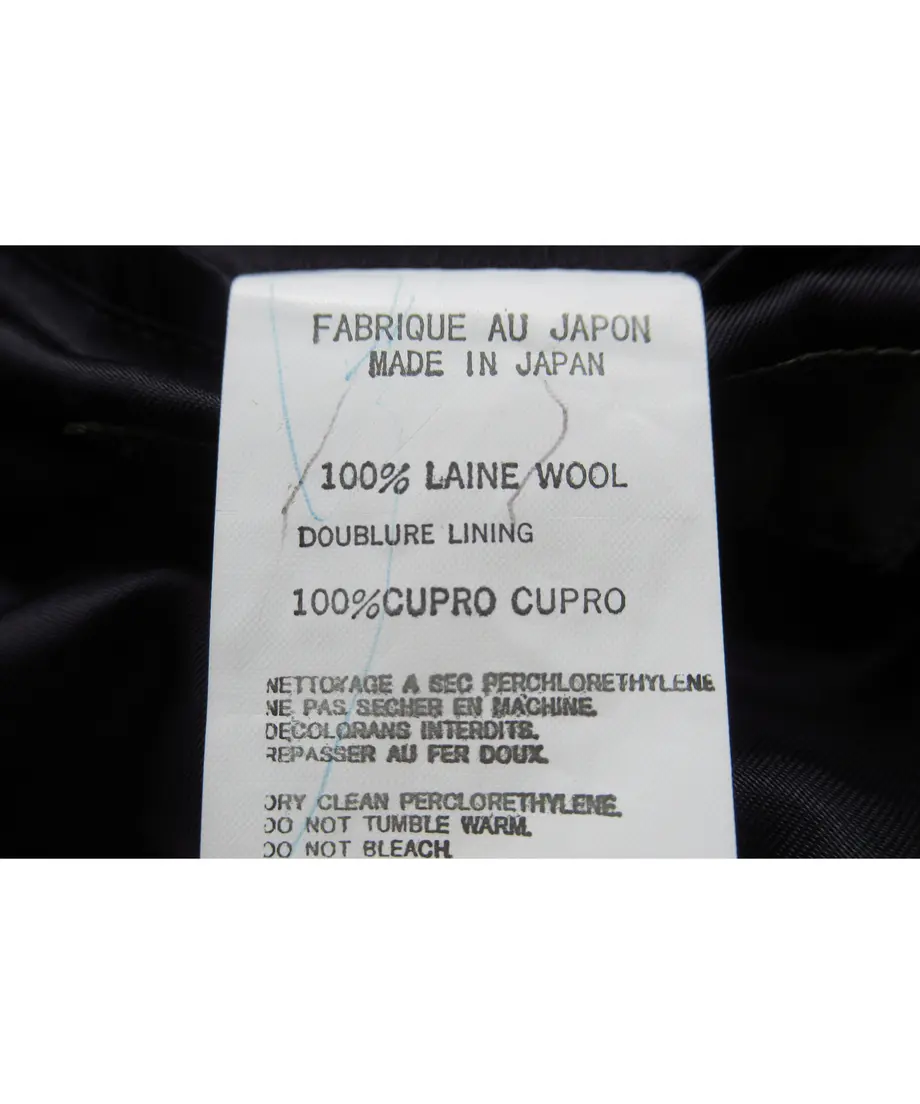 FABRIQUE AU JAPON
MADE IN JAPAN
100% LAINE WOOL
DOUBLURE LINING
100%CUPRO CUPRO
NETTOYAGE A SEC PERCHLORETHYLENE
NE PAS SECHER EN MACHINE.
DECOLORANS INTERDITS.
REPASSER AU FER DOUX.
DRY CLEAN PERCLORETHYLENE.
DO NOT TUMBLE WARM.
DO NOT BLEACH